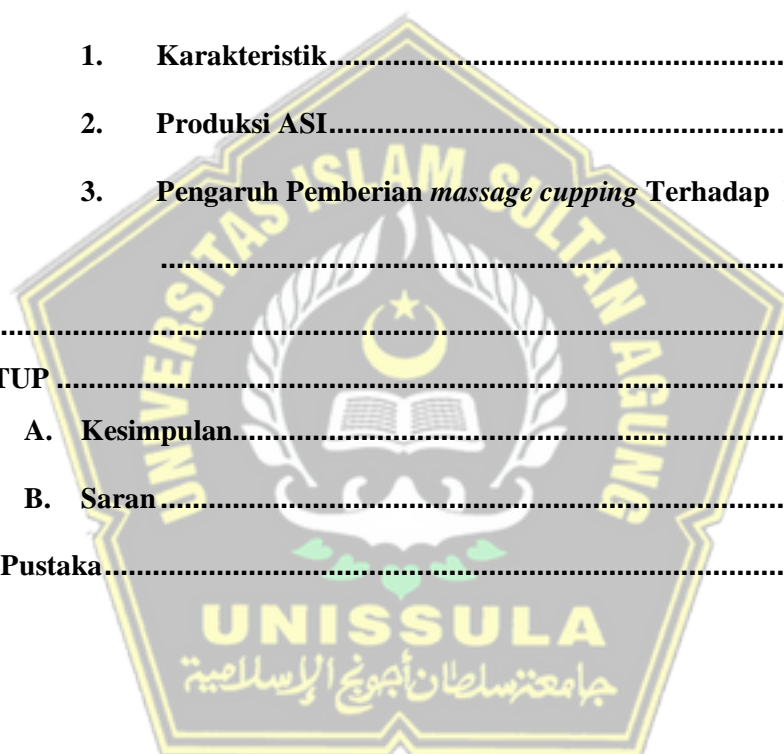 1. Karakteristik........................................................
2. Produksi ASI........................................................
3. Pengaruh Pemberian massage cupping Terhadap
........................................................
........................................................
TUP ........................................................
A. Kesimpulan........................................................
B. Saran ........................................................
Pustaka........................................................
UNIVERSITAS ISLAM SULTAN AGUNG
UNISSULA
جامعة سلطان أجونج الإسلامية